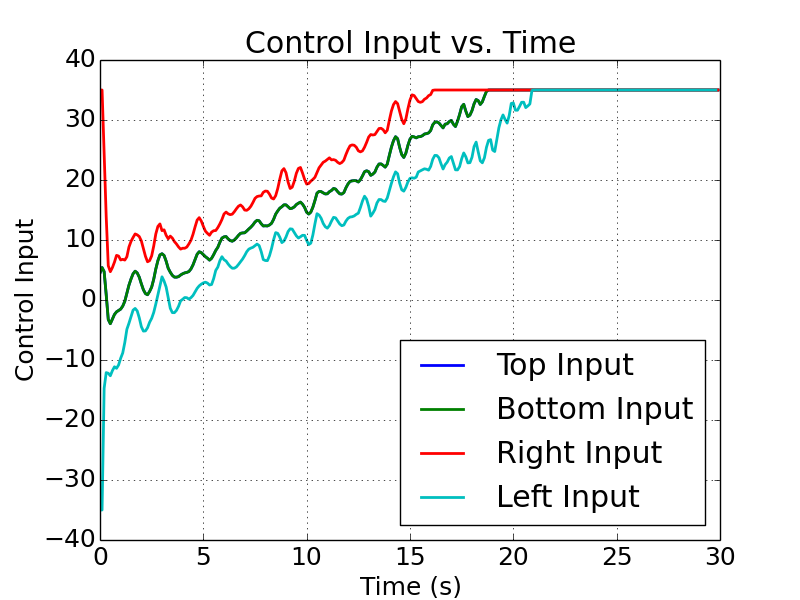 Control Input vs. Time
40
30
20
10
0
−10
−20
−30
−40
Control Input
0 5 10 15 20 25 30
Time (s)
Top Input
Bottom Input
Right Input
Left Input